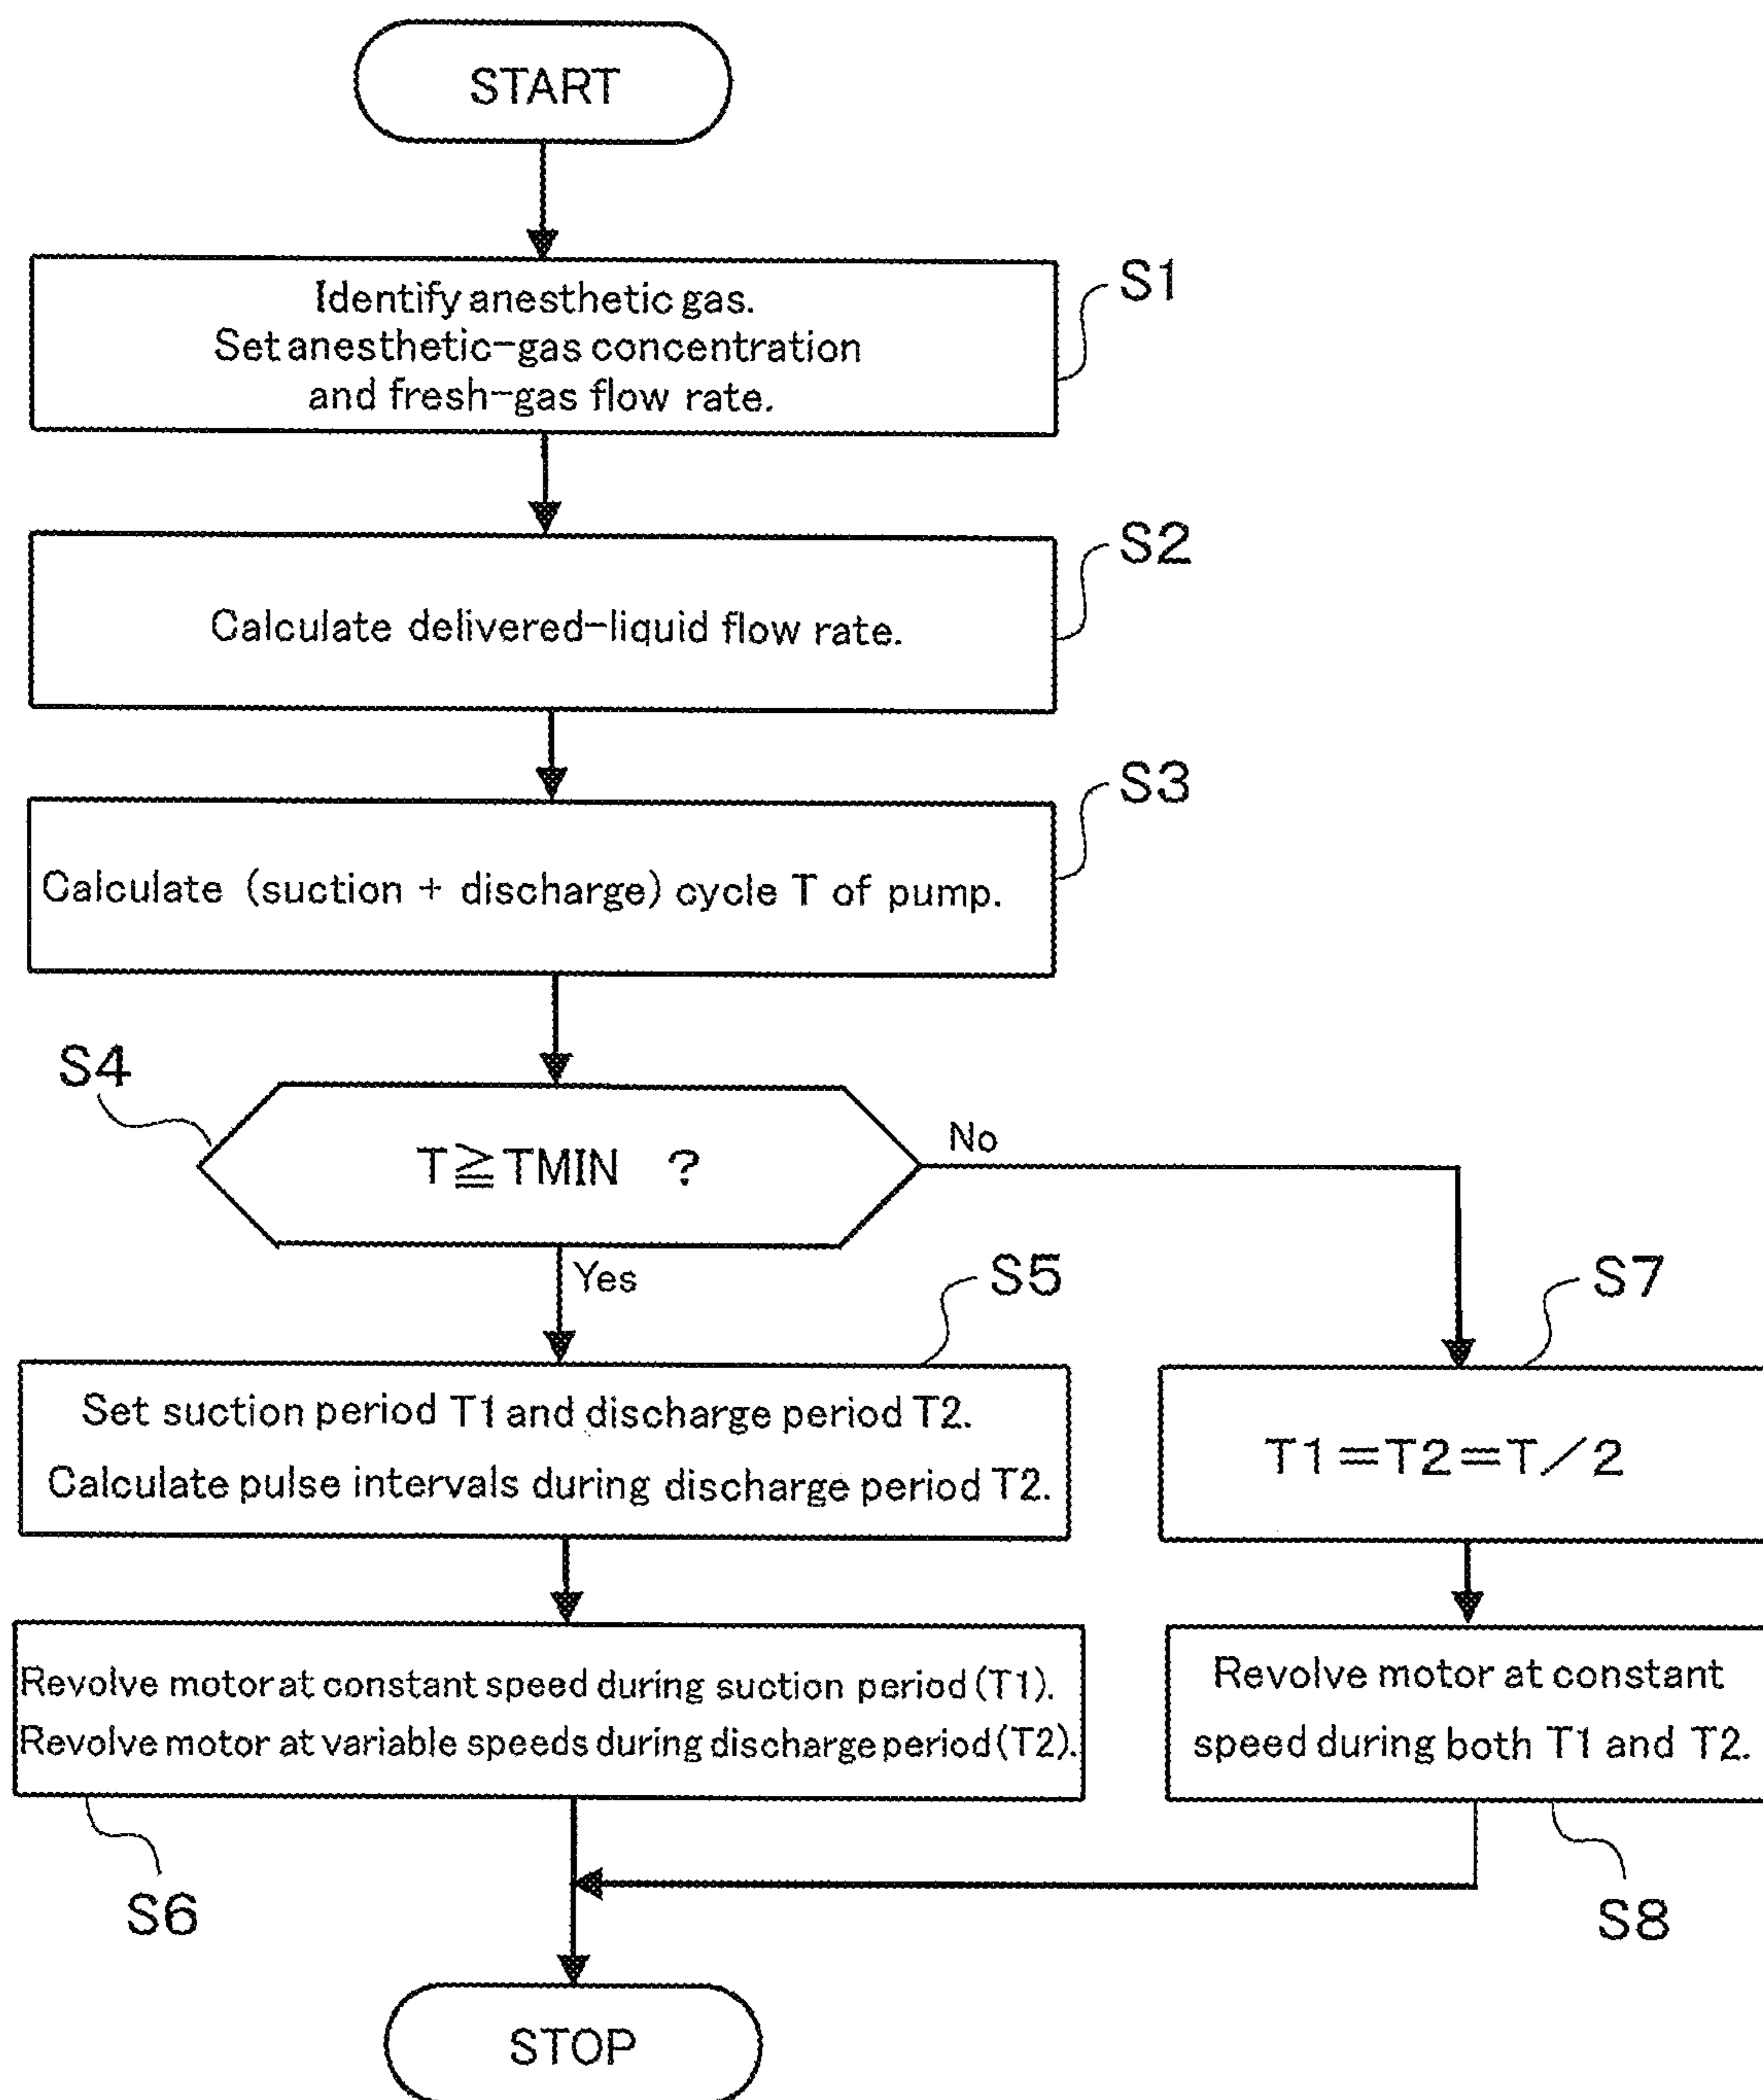 START
Identify anesthetic gas.
Set anesthetic-gas concentration
and fresh-gas flow rate.
S1
Calculate delivered-liquid flow rate.
S2
Calculate (suction + discharge) cycle T of pump.
S3
S4
T≧TMIN ?
No
Yes
S5
Set suction period T1 and discharge period T2.
Calculate pulse intervals during discharge period T2.
S7
T1=T2=T/2
Revolve motor at constant speed during suction period (T1).
Revolve motor at variable speeds during discharge period (T2).
S6
Revolve motor at constant
speed during both T1 and T2.
S8
STOP